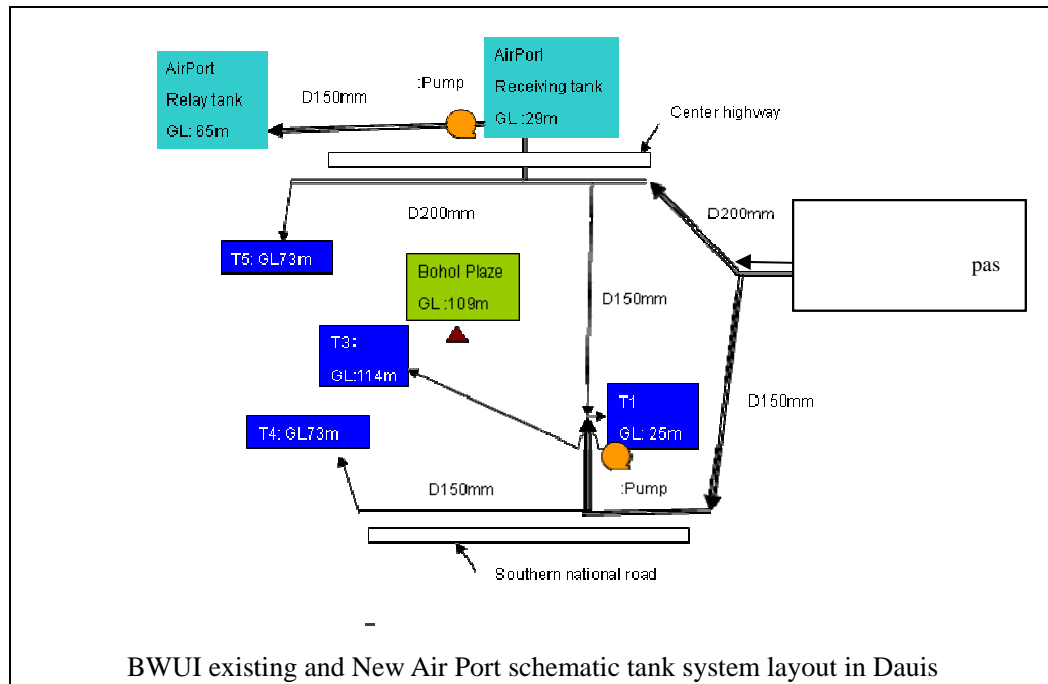 AirPort
Relay tank
GL: 65m
D150mm
:Pump
AirPort
Receiving tank
GL :29m
Center highway
D200mm
D200mm
T5: GL73m
Bohol Plaze
GL :109m
D150mm
pas
T3:
GL:114m
T1
GL: 25m
D150mm
T4: GL73m
D150mm
:Pump
Southern national road
BWUI existing and New Air Port schematic tank system layout in Dauis